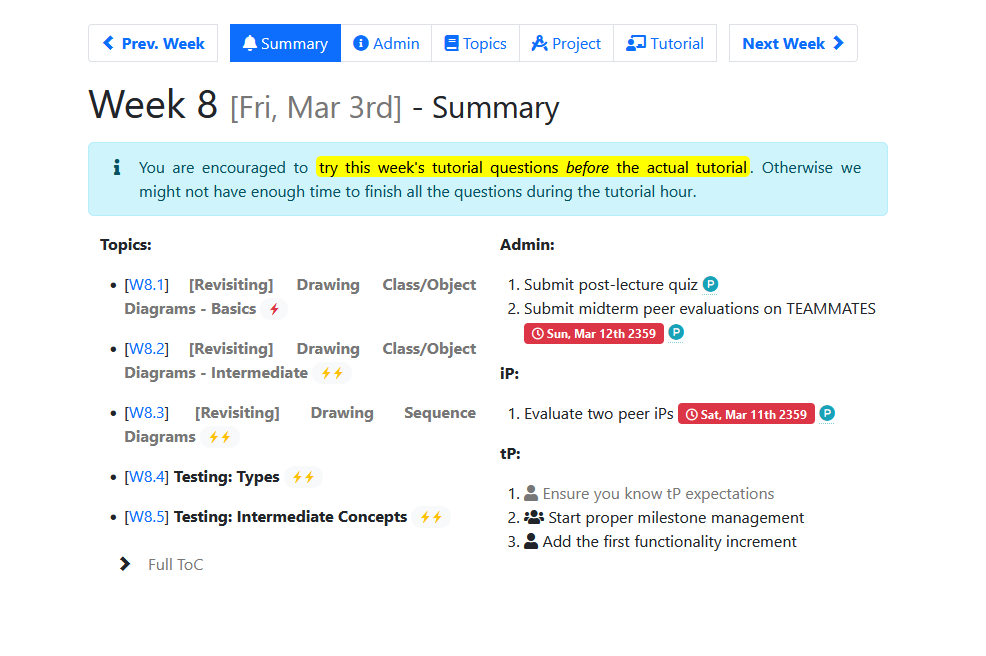 Prev. Week
Summary
Admin
Topics
Project
Tutorial
Next Week
Week 8 [Fri, Mar 3rd] - Summary
You are encouraged to try this week's tutorial questions before the actual tutorial. Otherwise we
might not have enough time to finish all the questions during the tutorial hour.
Topics:
• [W8.1] [Revisiting] Drawing Class/Object
Diagrams - Basics
• [W8.2] [Revisiting] Drawing Class/Object
Diagrams - Intermediate
• [W8.3] [Revisiting] Drawing Sequence
Diagrams
• [W8.4] Testing: Types
• [W8.5] Testing: Intermediate Concepts
Full ToC
Admin:
1. Submit post-lecture quiz P
2. Submit midterm peer evaluations on TEAMMATES
Sun, Mar 12th 2359 P
iP:
1. Evaluate two peer iPs Sat, Mar 11th 2359 P
tP:
1. Ensure you know tP expectations
2. Start proper milestone management
3. Add the first functionality increment